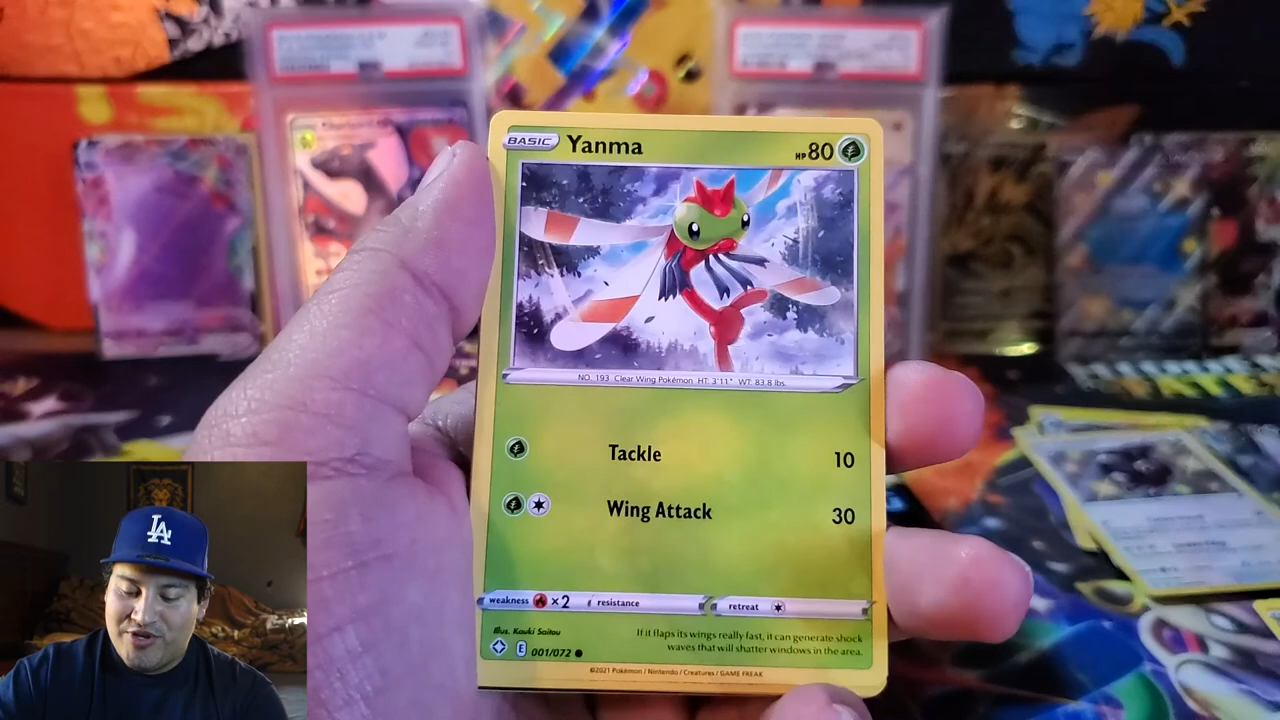 BASIC Yanma HP 80
NO. 193 Clear Wing Pokémon HT: 3'11" WT: 83.8 lbs.
Tackle 10
Wing Attack 30
weakness ×2 resistance retreat
Illus. Kouki Saitou
If it flaps its wings really fast, it can generate shock
waves that will shatter windows in the area.
E 001/072
©2021 Pokémon / Nintendo / Creatures / GAME FREAK
LA